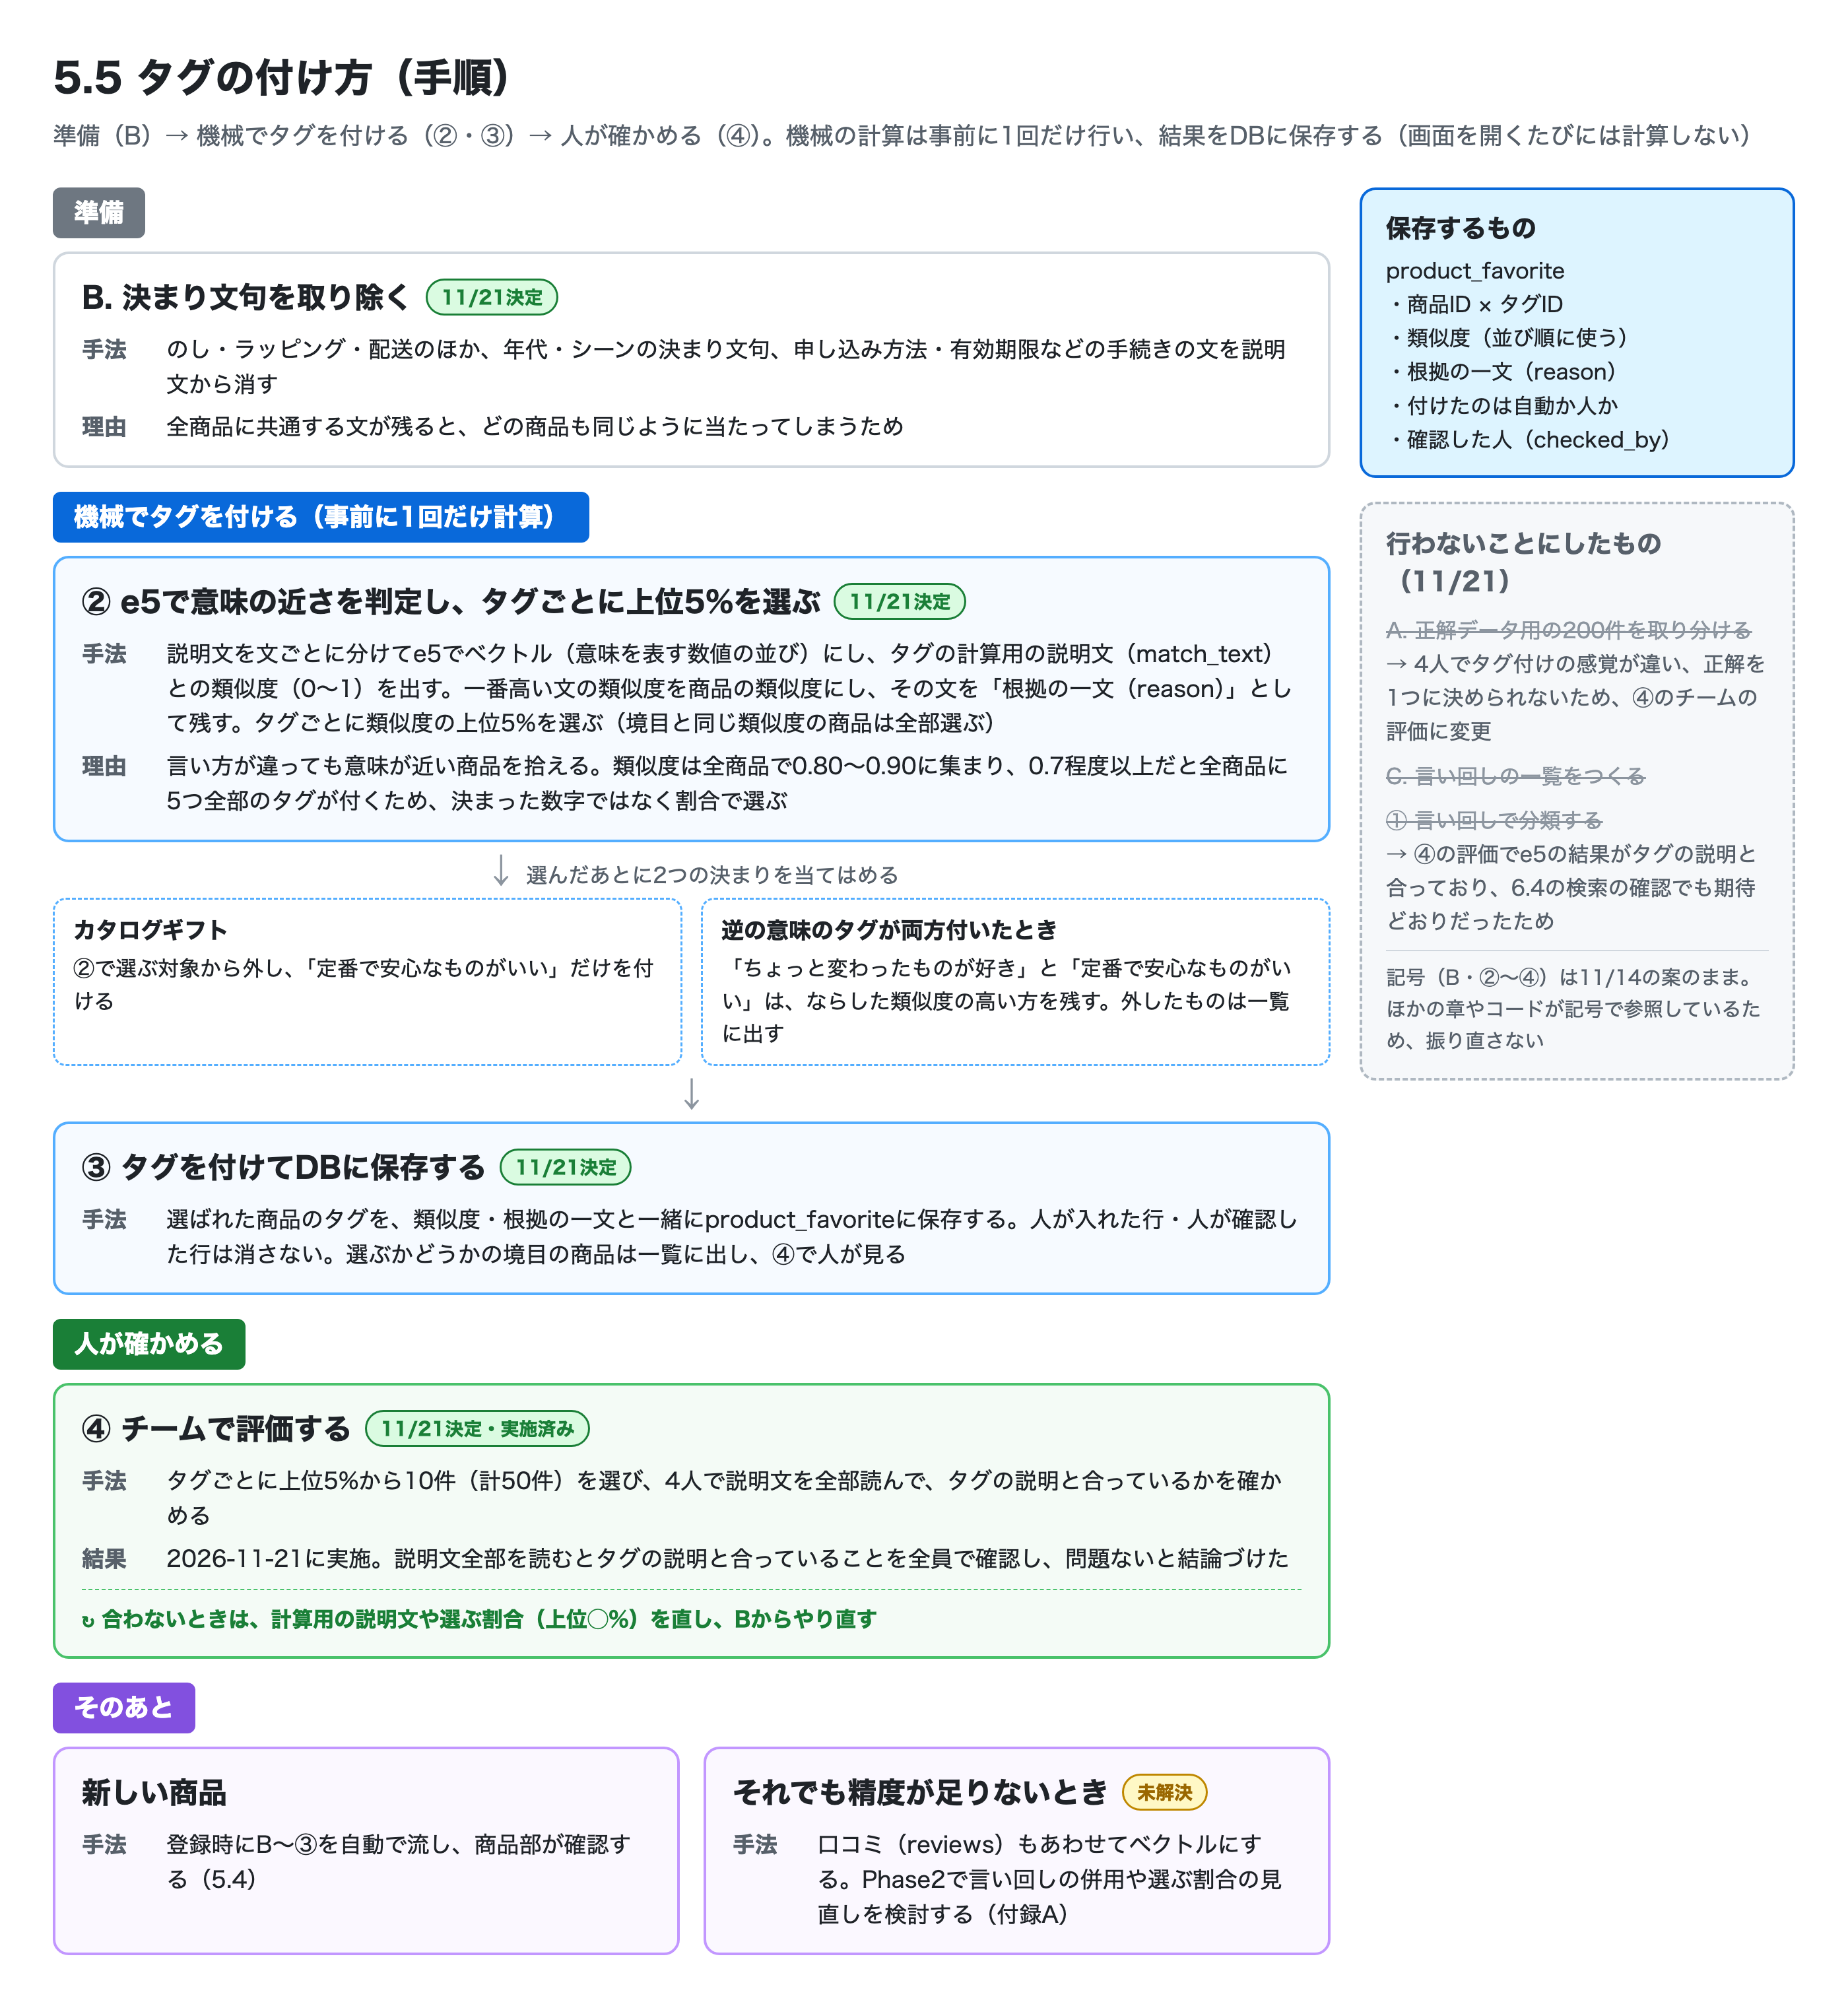 5.5 タグの付け方（手順）
準備（B）→ 機械でタグを付ける（②・③）→ 人が確かめる（④）。機械の計算は事前に1回だけ行い、結果をDBに保存する（画面を開くたびには計算しない）
準備
B. 決まり文句を取り除く 11/21決定
手法 のし・ラッピング・配送のほか、年代・シーンの決まり文句、申し込み方法・有効期限などの手続きの文を説明
文から消す
理由 全商品に共通する文が残ると、どの商品も同じように当たってしまうため
機械でタグを付ける（事前に1回だけ計算）
② e5で意味の近さを判定し、タグごとに上位5%を選ぶ 11/21決定
手法 説明文を文ごとに分けてe5でベクトル（意味を表す数値の並び）にし、タグの計算用の説明文（match_text）
との類似度（0〜1）を出す。一番高い文の類似度を商品の類似度にし、その文を「根拠の一文（reason）」とし
て残す。タグごとに類似度の上位5%を選ぶ（境目と同じ類似度の商品は全部選ぶ）
理由 言い方が違っても意味が近い商品を拾える。類似度は全商品で0.80〜0.90に集まり、0.7程度以上だと全商品に
5つ全部のタグが付くため、決まった数字ではなく割合で選ぶ
↓ 選んだあとに2つの決まりを当てはめる
カタログギフト
②で選ぶ対象から外し、「定番で安心なものがいい」だけを付
ける
逆の意味のタグが両方付いたとき
「ちょっと変わったものが好き」と「定番で安心なものがい
い」は、ならした類似度の高い方を残す。外したものは一覧
に出す
↓
③ タグを付けてDBに保存する 11/21決定
手法 選ばれた商品のタグを、類似度・根拠の一文と一緒にproduct_favoriteに保存する。人が入れた行・人が確認し
た行は消さない。選ぶかどうかの境目の商品は一覧に出し、④で人が見る
人が確かめる
④ チームで評価する 11/21決定・実施済み
手法 タグごとに上位5%から10件（計50件）を選び、4人で説明文を全部読んで、タグの説明と合っているかを確か
める
結果 2026-11-21に実施。説明文全部を読むとタグの説明と合っていることを全員で確認し、問題ないと結論づけた
↻ 合わないときは、計算用の説明文や選ぶ割合（上位◯%）を直し、Bからやり直す
そのあと
新しい商品
手法 登録時にB〜③を自動で流し、商品部が確認す
る（5.4）
それでも精度が足りないとき 未解決
手法 口コミ（reviews）もあわせてベクトルにす
る。Phase2で言い回しの併用や選ぶ割合の見
直しを検討する（付録A）
保存するもの
product_favorite
・商品ID × タグID
・類似度（並び順に使う）
・根拠の一文（reason）
・付けたのは自動か人か
・確認した人（checked_by）
行わないことにしたもの
（11/21）
A. 正解データ用の200件を取り分ける
→ 4人でタグ付けの感覚が違い、正解を
1つに決められないため、④のチームの
評価に変更
C. 言い回しの一覧をつくる
① 言い回しで分類する
→ ④の評価でe5の結果がタグの説明と
合っており、6.4の検索の確認でも期待
どおりだったため
記号（B・②〜④）は11/14の案のまま。
ほかの章やコードが記号で参照しているた
め、振り直さない